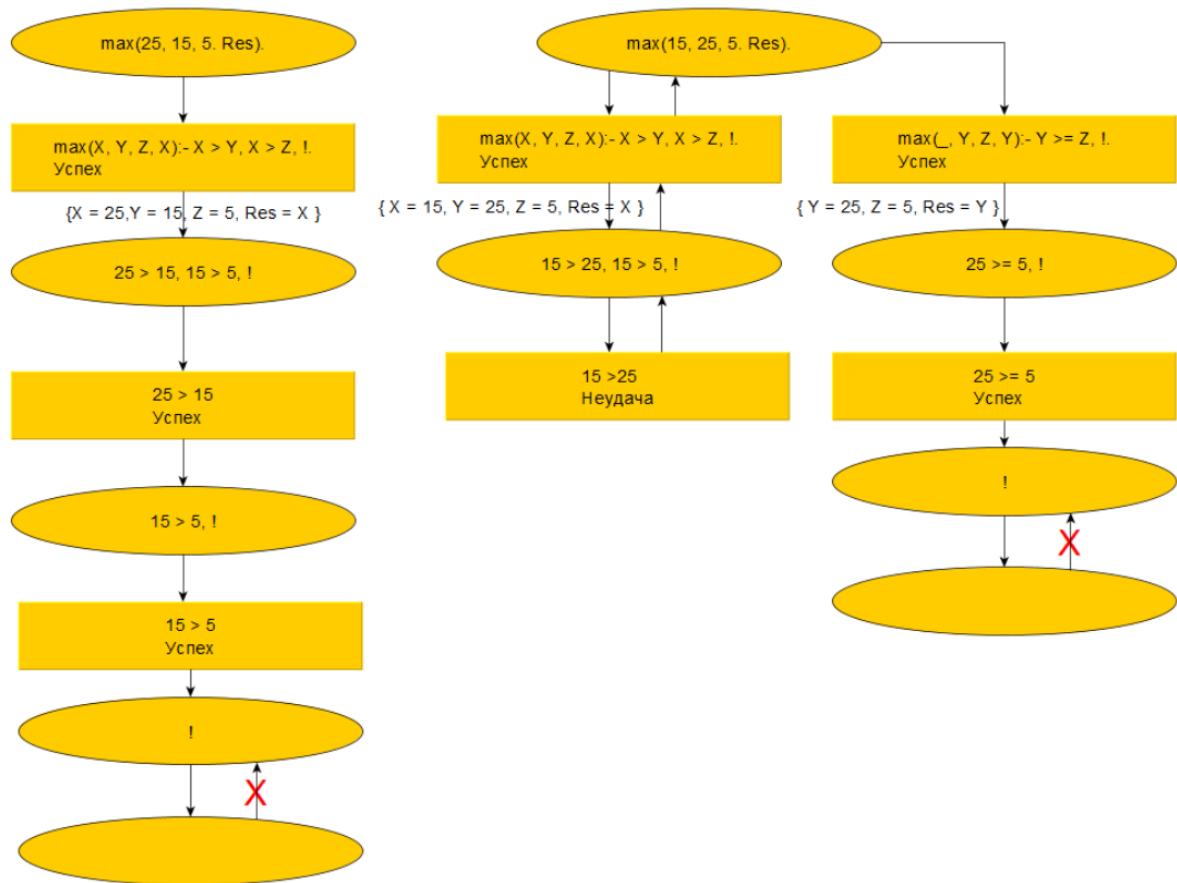 max(25, 15, 5. Res).
max(X, Y, Z, X):- X > Y, X > Z, !.
Успех
{X = 25,Y = 15, Z = 5, Res = X }
25 > 15, 15 > 5, !
25 > 15
Успех
15 > 5, !
15 > 5
Успех
!
X
max(15, 25, 5. Res).
max(X, Y, Z, X):- X > Y, X > Z, !.
Успех
{ X = 15, Y = 25, Z = 5, Res = X }
15 > 25, 15 > 5, !
15 >25
Неудача
max(_, Y, Z, Y):- Y >= Z, !.
Успех
{ Y = 25, Z = 5, Res = Y }
25 >= 5, !
25 >= 5
Успех
!
X